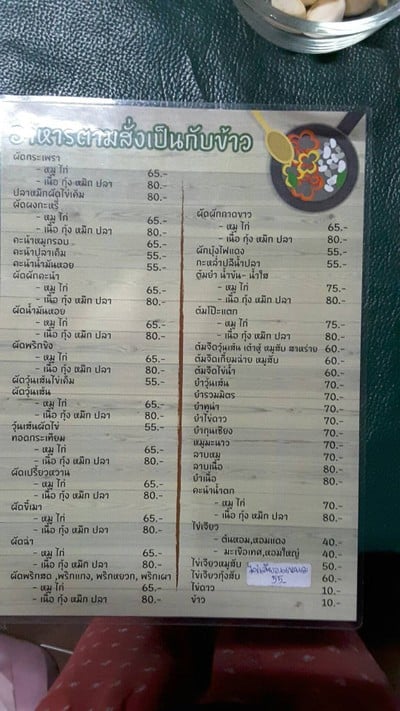 อาหารตามสั่งเป็นกับข้าว
ผัดกระเพรา
- หมู ไก่ 65.-
- เนื้อ กุ้ง หมึก ปลา 80.-
ปลาหมึกผัดไข่เค็ม 80.-
ผัดผงกะหรี่
- หมู ไก่ 65.-
- เนื้อ กุ้ง หมึก ปลา 80.-
คะน้าหมูกรอบ 65.-
คะน้าปลาเค็ม 55.-
คะน้าน้ำมันหอย 55.-
ผัดผักคะน้า
- หมู ไก่ 65.-
- เนื้อ กุ้ง หมึก ปลา 80.-
ผัดน้ำมันหอย
- หมู ไก่ 65.-
- เนื้อ กุ้ง หมึก ปลา 80.-
ผัดพริกขิง
- หมู ไก่ 65.-
- เนื้อ กุ้ง หมึก ปลา 80.-
ผัดวุ้นเส้นไข่เค็ม 55.-
ผัดวุ้นเส้น
- หมู ไก่ 65.-
- เนื้อ กุ้ง หมึก ปลา 80.-
วุ้นเส้นผัดไข่ 55.-
ทอดกระเทียม
- หมู ไก่ 65.-
- เนื้อ กุ้ง หมึก ปลา 80.-
ผัดเปรี้ยวหวาน
- หมู ไก่ 65.-
- เนื้อ กุ้ง หมึก ปลา 80.-
ผัดขี้เมา
- หมู ไก่ 65.-
- เนื้อ กุ้ง หมึก ปลา 80.-
ผัดฉ่า
- หมู ไก่ 65.-
- เนื้อ กุ้ง หมึก ปลา 80.-
ผัดพริกสด ,พริกแกง, พริกหยวก, พริกเผา
- หมู ไก่ 65.-
- เนื้อ กุ้ง หมึก ปลา 80.-
ผัดผักกาดขาว
- หมู ไก่ 65.-
- เนื้อ กุ้ง หมึก ปลา 80.-
ผักบุ้งไฟแดง 55.-
กะหล่ำปลีน้ำปลา 55.-
ต้มยำ น้ำข้น- น้ำใส
- หมู ไก่ 75.-
- เนื้อ กุ้ง หมึก ปลา 80.-
ต้มโป๊ะแตก
- หมู ไก่ 75.-
- เนื้อ กุ้ง หมึก ปลา 80.-
ต้มจืดวุ้นเส้น เต้าหู้ หมูสับ สาหร่าย 60.-
ต้มจืดเกี้ยมฉ่าย หมูสับ 60.-
ต้มจืดไข่น้ำ 60.-
ยำวุ้นเส้น 70.-
ยำรวมมิตร 80.-
ยำทูน่า 70.-
ยำไข่ดาว 70.-
ยำกุนเชียง 70.-
หมูมะนาว 70.-
ลาบหมู 70.-
ลาบเนื้อ 80.-
ยำเนื้อ 80.-
คะน้าน้ำตก
- หมู ไก่ 70.-
- เนื้อ กุ้ง หมึก ปลา 80.-
ไข่เจียว
- ต้นหอม,หอมแดง 40.-
- มะเขือเทศ,หอมใหญ่ 40.-
ไข่เจียวหมูสับ 50.-
ไข่เจียวกุ้งสับ 60.-
55.-
ไข่ดาว 10.-
ข้าว 10.-